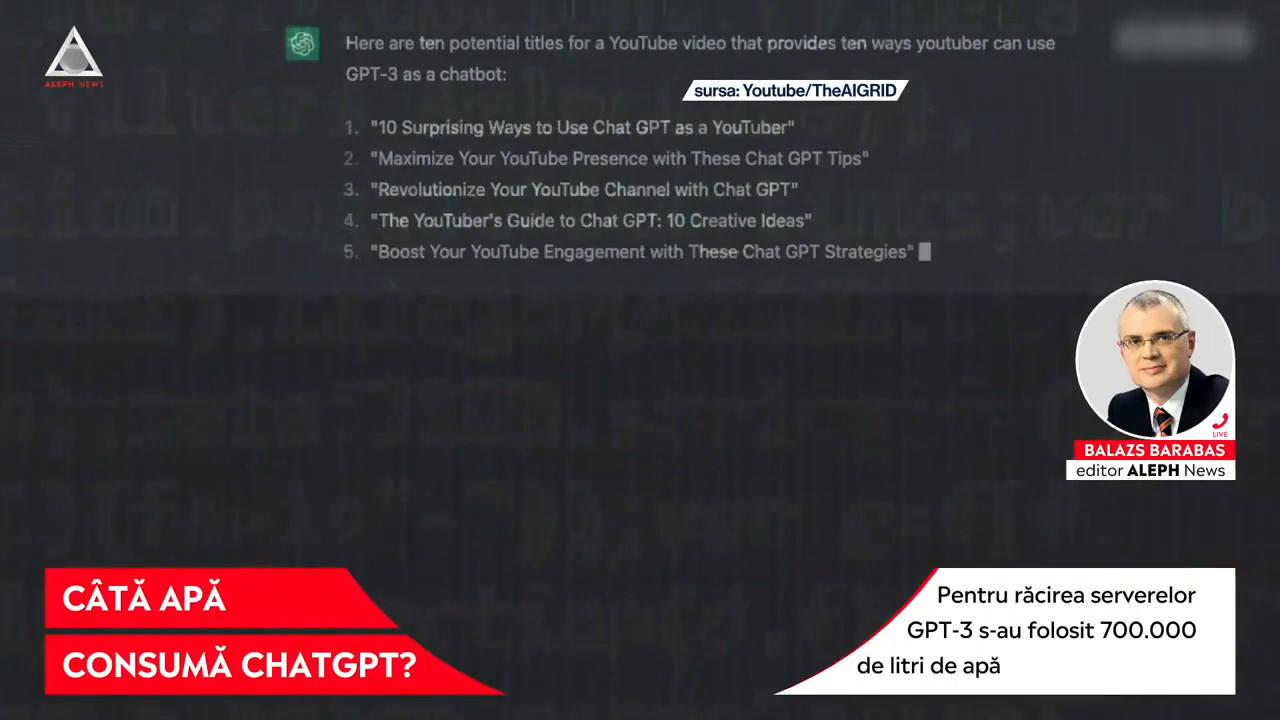 ALEPH NEWS
Here are ten potential titles for a YouTube video that provides ten ways youtuber can use
GPT-3 as a chatbot:
sursa: Youtube/TheAIGRID
1. "10 Surprising Ways to Use Chat GPT as a YouTuber"
2. "Maximize Your YouTube Presence with These Chat GPT Tips"
3. "Revolutionize Your YouTube Channel with Chat GPT"
4. "The YouTuber's Guide to Chat GPT: 10 Creative Ideas"
5. "Boost Your YouTube Engagement with These Chat GPT Strategies"
LIVE
BALAZS BARABAS
editor ALEPH News
CÂTĂ APĂ
CONSUMĂ CHATGPT?
Pentru răcirea serverelor
GPT-3 s-au folosit 700.000
de litri de apă